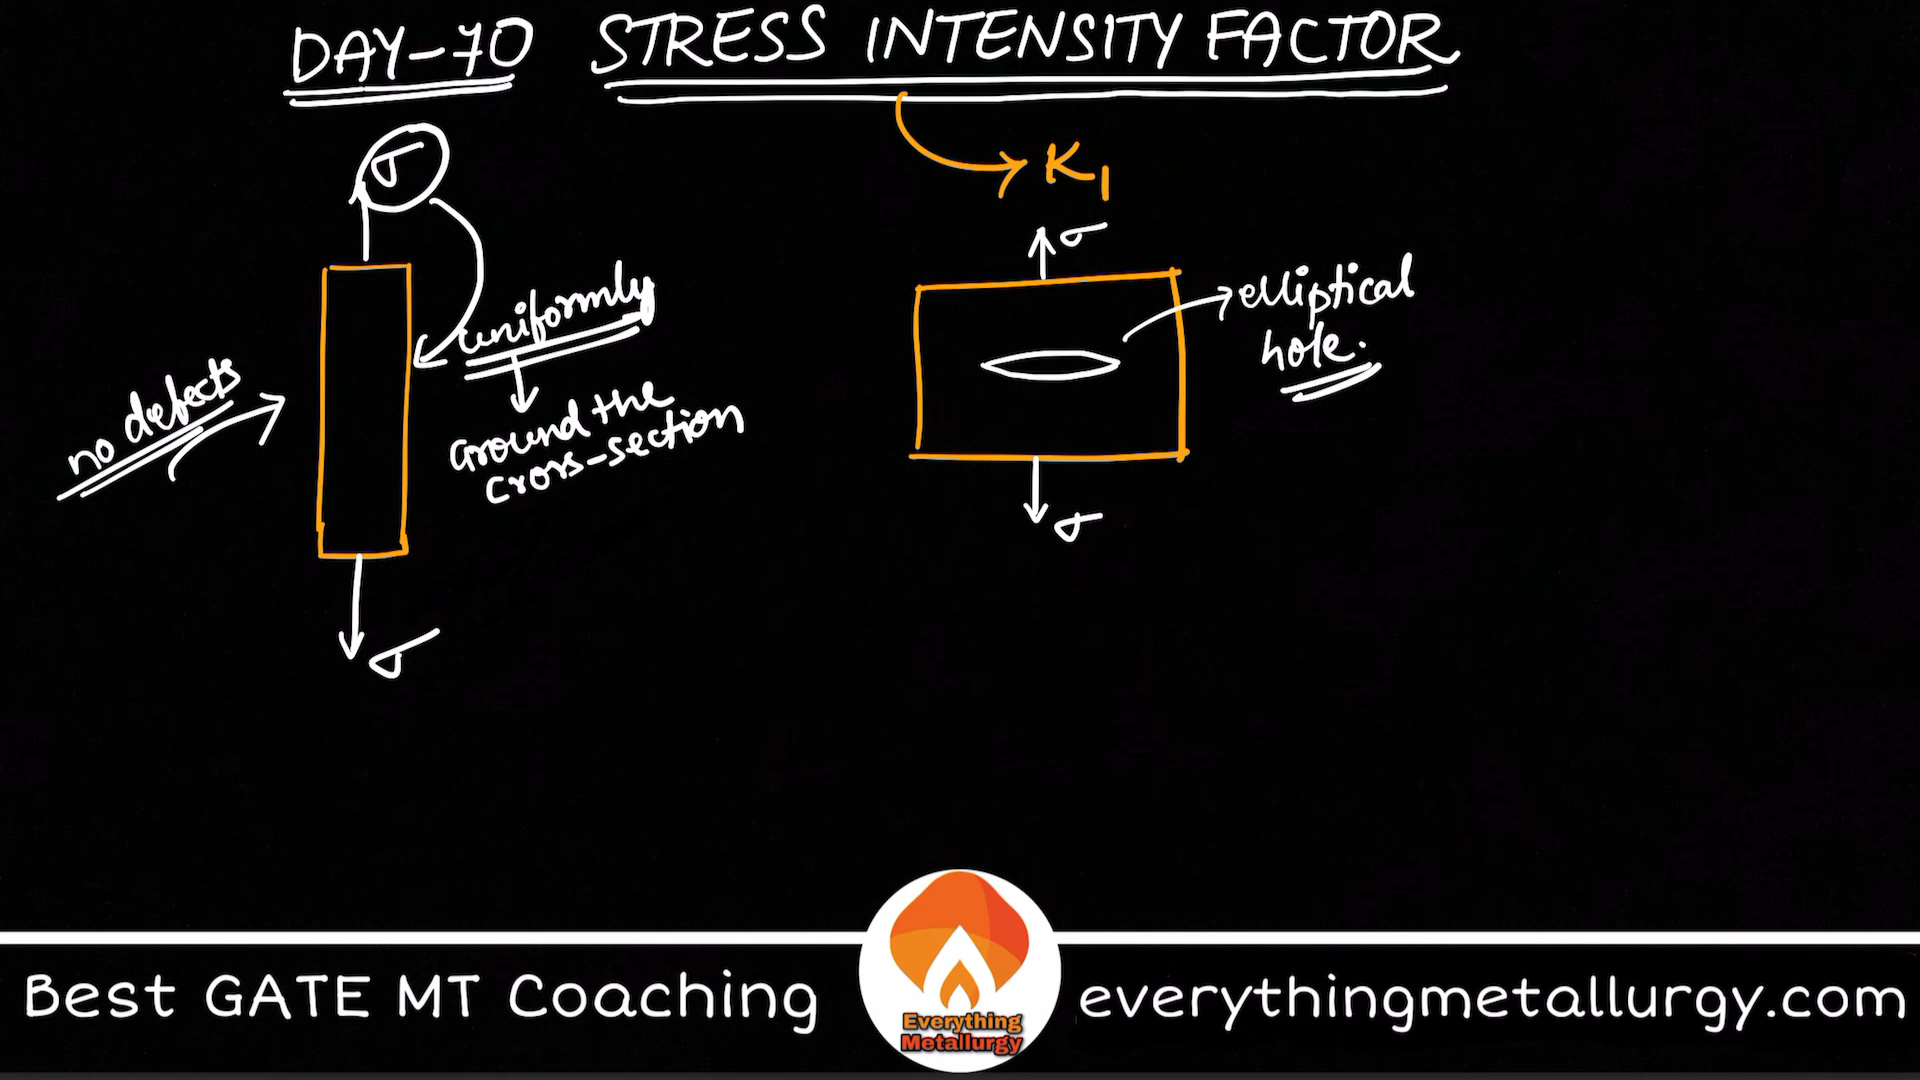 DAY-70 STRESS INTENSITY FACTOR
K1
σ
σ
uniformly
elliptical
hole.
no defects
around the
cross-section
σ
σ
Best GATE MT Coaching
everythingmetallurgy.com
Everything
Metallurgy